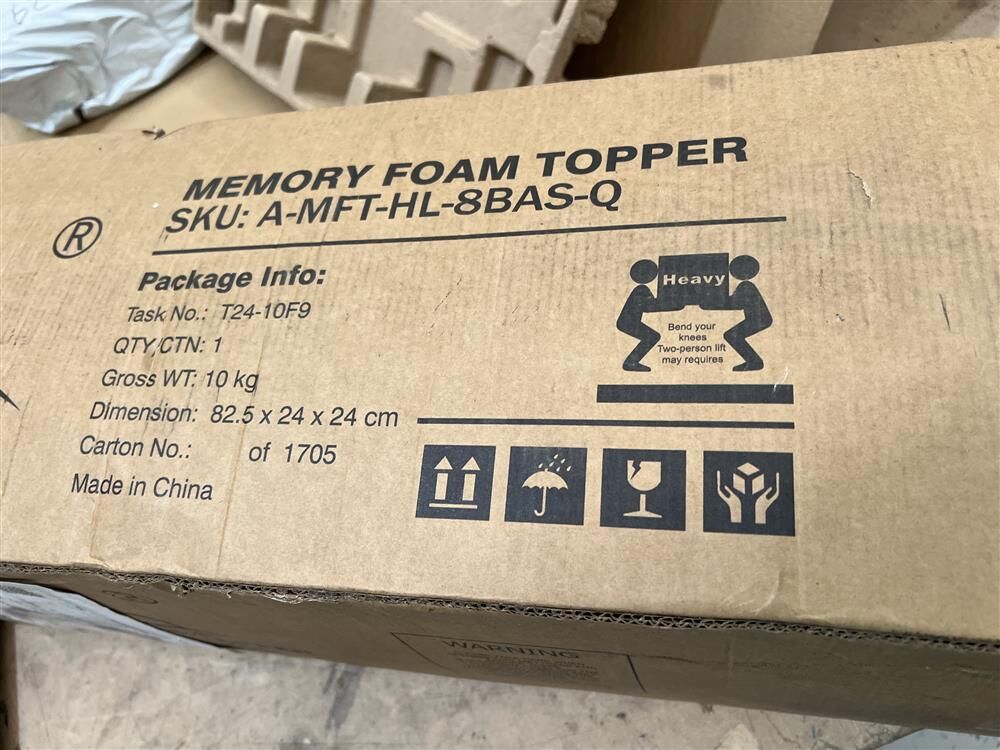 MEMORY FOAM TOPPER
SKU: A-MFT-HL-8BAS-Q
®
Package Info:
Task No.: T24-10F9
QTY/CTN: 1
Gross WT: 10 kg
Dimension: 82.5 x 24 x 24 cm
Carton No.: of 1705
Made in China
Heavy
Bend your
knees
Two-person lift
may requires
®
WARNING